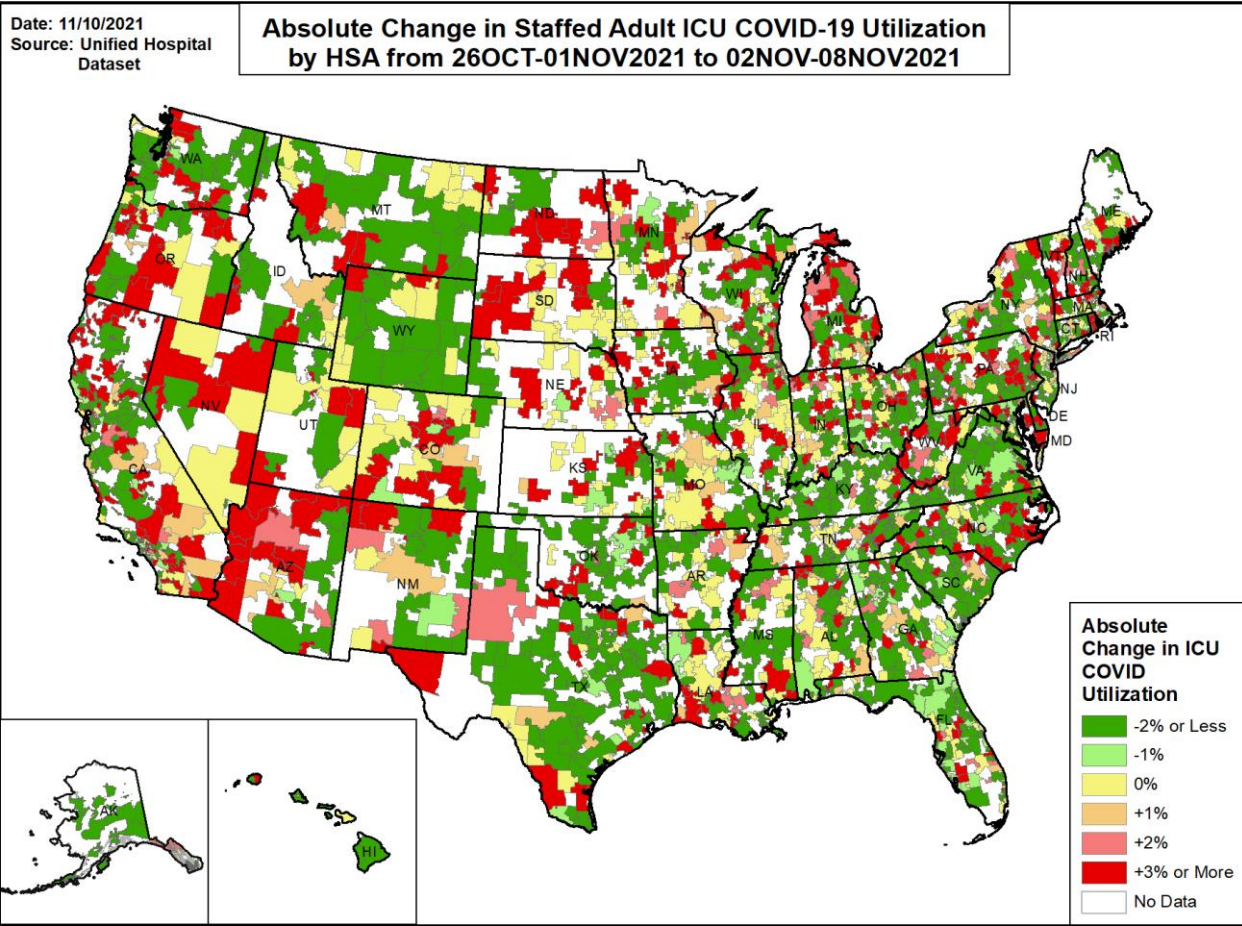 Date: 11/10/2021
Source: Unified Hospital
Dataset
Absolute Change in Staffed Adult ICU COVID-19 Utilization
by HSA from 26OCT-01NOV2021 to 02NOV-08NOV2021
WA
MT
ND
MN
ME
OR
ID
SD
WI
MI
VT
NH
NY
MA
CT
RI
WY
NE
IA
PA
NJ
NV
UT
CO
IL
IN
OH
DE
MD
WV
CA
KS
MO
KY
VA
AZ
NM
OK
AR
TN
NC
SC
MS
AL
GA
TX
LA
FL
AK
HI
Absolute
Change in ICU
COVID
Utilization
-2% or Less
-1%
0%
+1%
+2%
+3% or More
No Data